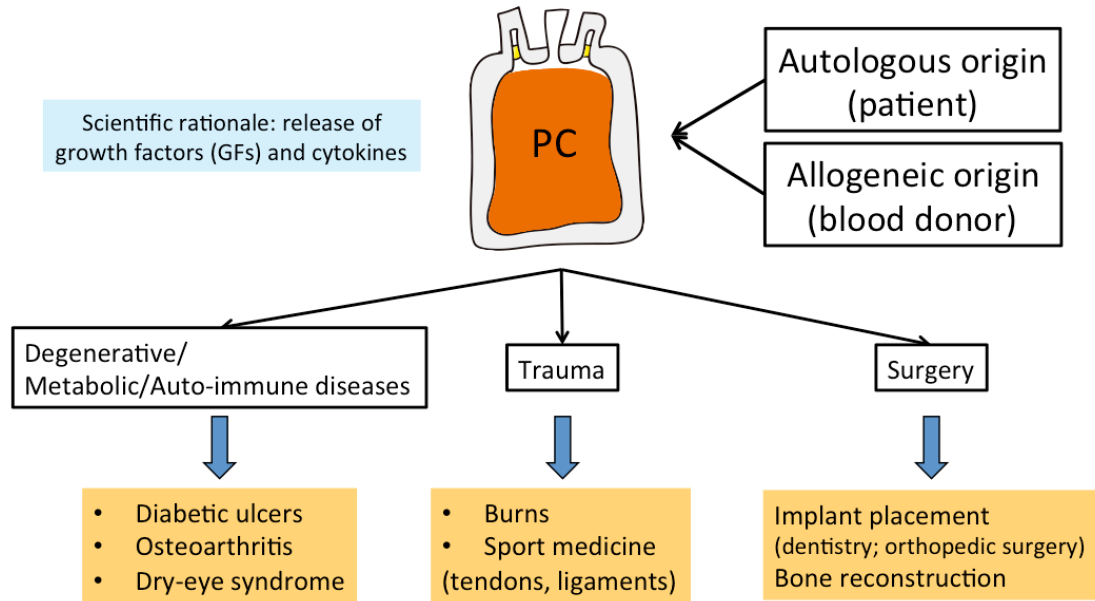 Scientific rationale: release of
growth factors (GFs) and cytokines
PC
Autologous origin
(patient)
Allogeneic origin
(blood donor)
Degenerative/
Metabolic/Auto-immune diseases
Trauma
Surgery
• Diabetic ulcers
• Osteoarthritis
• Dry-eye syndrome
• Burns
• Sport medicine
(tendons, ligaments)
Implant placement
(dentistry; orthopedic surgery)
Bone reconstruction